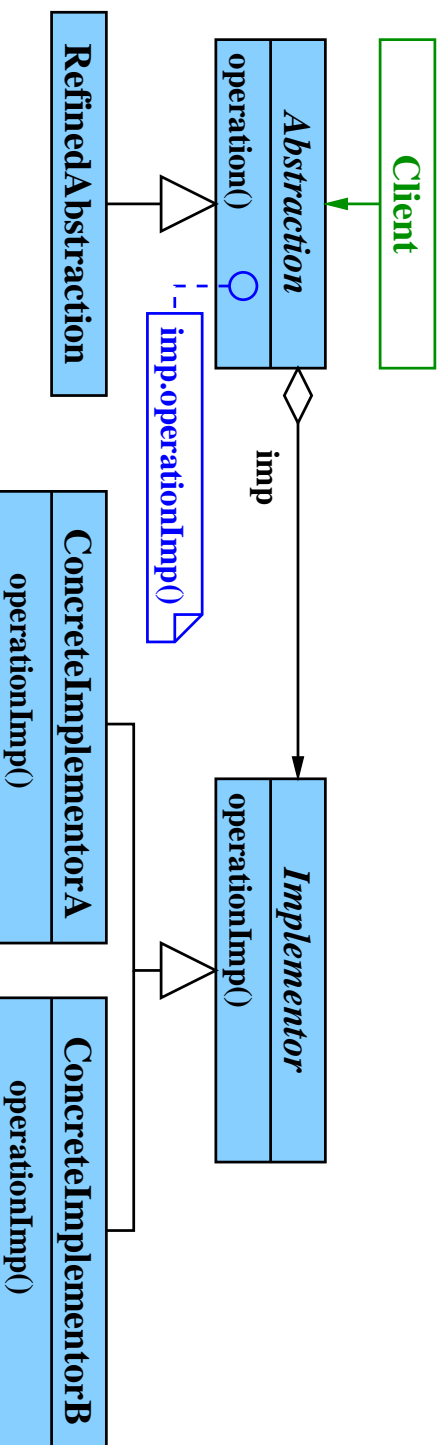 Client
Abstraction
operation()
imp
Implementor
operationImp()
imp.operationImp()
RefinedAbstraction
ConcreteImplementorA
operationImp()
ConcreteImplementorB
operationImp()